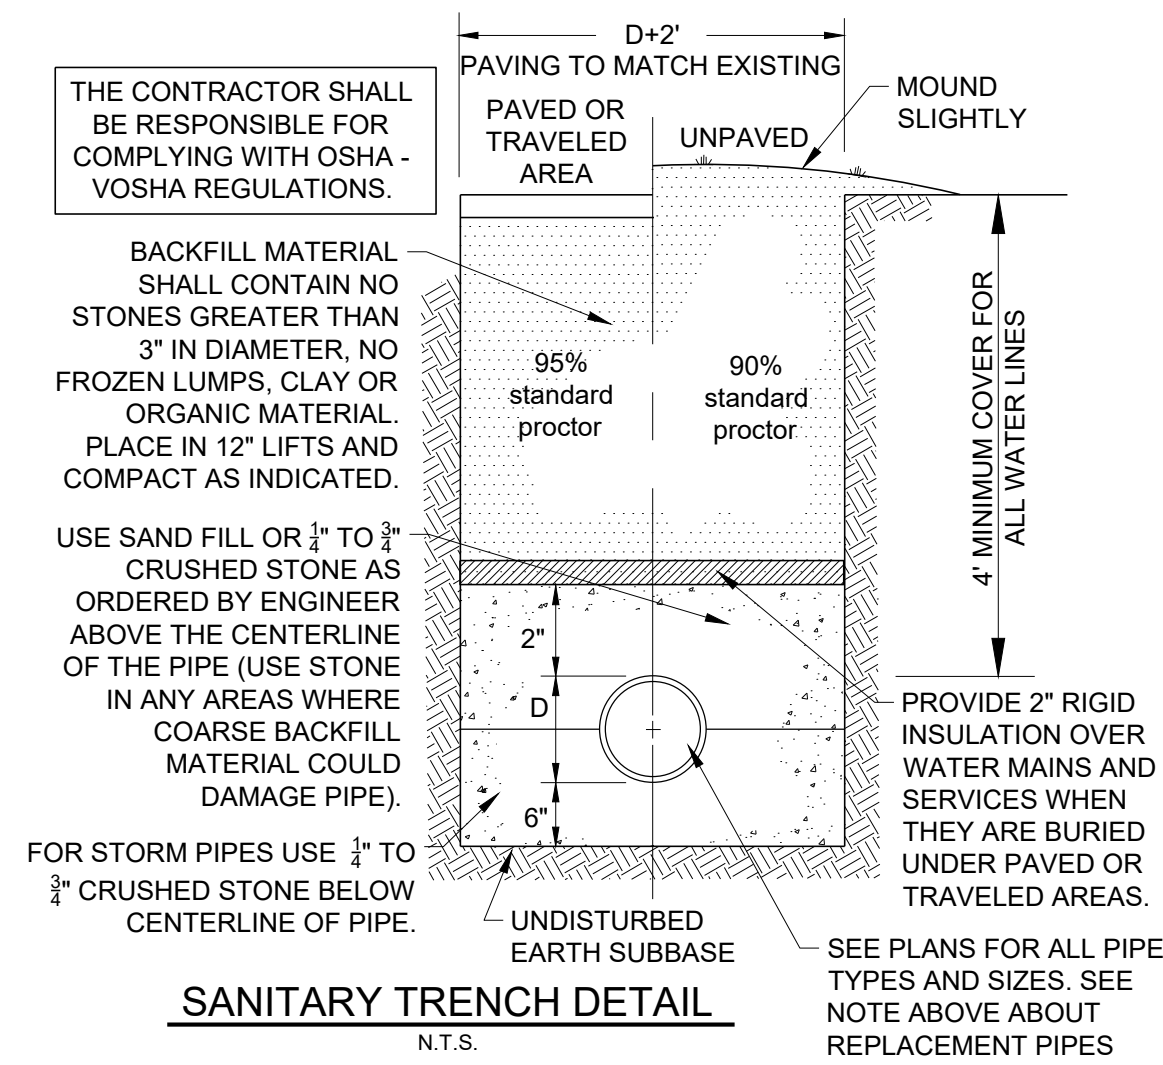 D+2'
PAVING TO MATCH EXISTING
THE CONTRACTOR SHALL
BE RESPONSIBLE FOR
COMPLYING WITH OSHA -
VOSHA REGULATIONS.
PAVED OR
TRAVELED
AREA
UNPAVED
MOUND
SLIGHTLY
BACKFILL MATERIAL
SHALL CONTAIN NO
STONES GREATER THAN
3" IN DIAMETER, NO
FROZEN LUMPS, CLAY OR
ORGANIC MATERIAL.
PLACE IN 12" LIFTS AND
COMPACT AS INDICATED.
95%
standard
proctor
90%
standard
proctor
4' MINIMUM COVER FOR
ALL WATER LINES
USE SAND FILL OR 1/4" TO 3/4"
CRUSHED STONE AS
ORDERED BY ENGINEER
ABOVE THE CENTERLINE
OF THE PIPE (USE STONE
IN ANY AREAS WHERE
COARSE BACKFILL
MATERIAL COULD
DAMAGE PIPE).
2"
D
6"
PROVIDE 2" RIGID
INSULATION OVER
WATER MAINS AND
SERVICES WHEN
THEY ARE BURIED
UNDER PAVED OR
TRAVELED AREAS.
FOR STORM PIPES USE 1/4" TO
3/4" CRUSHED STONE BELOW
CENTERLINE OF PIPE.
UNDISTURBED
EARTH SUBBASE
SEE PLANS FOR ALL PIPE
TYPES AND SIZES. SEE
NOTE ABOVE ABOUT
REPLACEMENT PIPES
SANITARY TRENCH DETAIL
N.T.S.